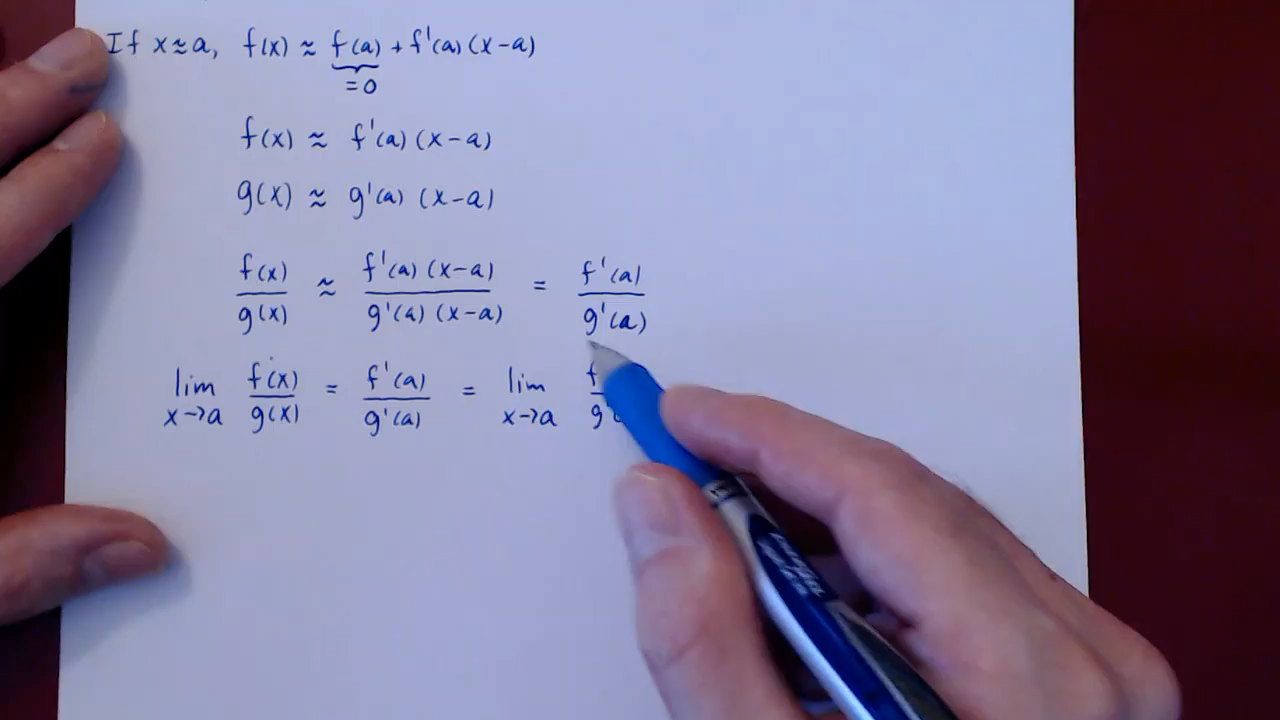 If x≈a, f(x) ≈ f(a) + f'(a) (x-a)
=0
f(x) ≈ f'(a) (x-a)
g(x) ≈ g'(a) (x-a)
f(x)/g(x) ≈ f'(a) (x-a)/g'(a) (x-a) = f'(a)/g'(a)
lim x→a f(x)/g(x) = f'(a)/g'(a) = lim x→a